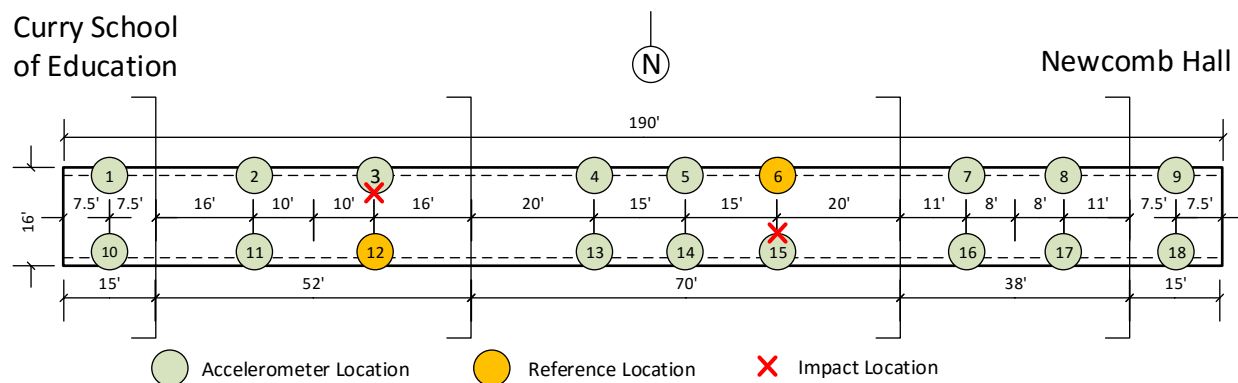 Curry School
of Education
N
Newcomb Hall
190'
1 2 3 4 5 6 7 8 9
16'
7.5' 7.5' 16' 10' 10' 16' 20' 15' 15' 20' 11' 8' 8' 11' 7.5' 7.5'
10 11 12 13 14 15 16 17 18
15' 52' 70' 38' 15'
Accelerometer Location Reference Location Impact Location